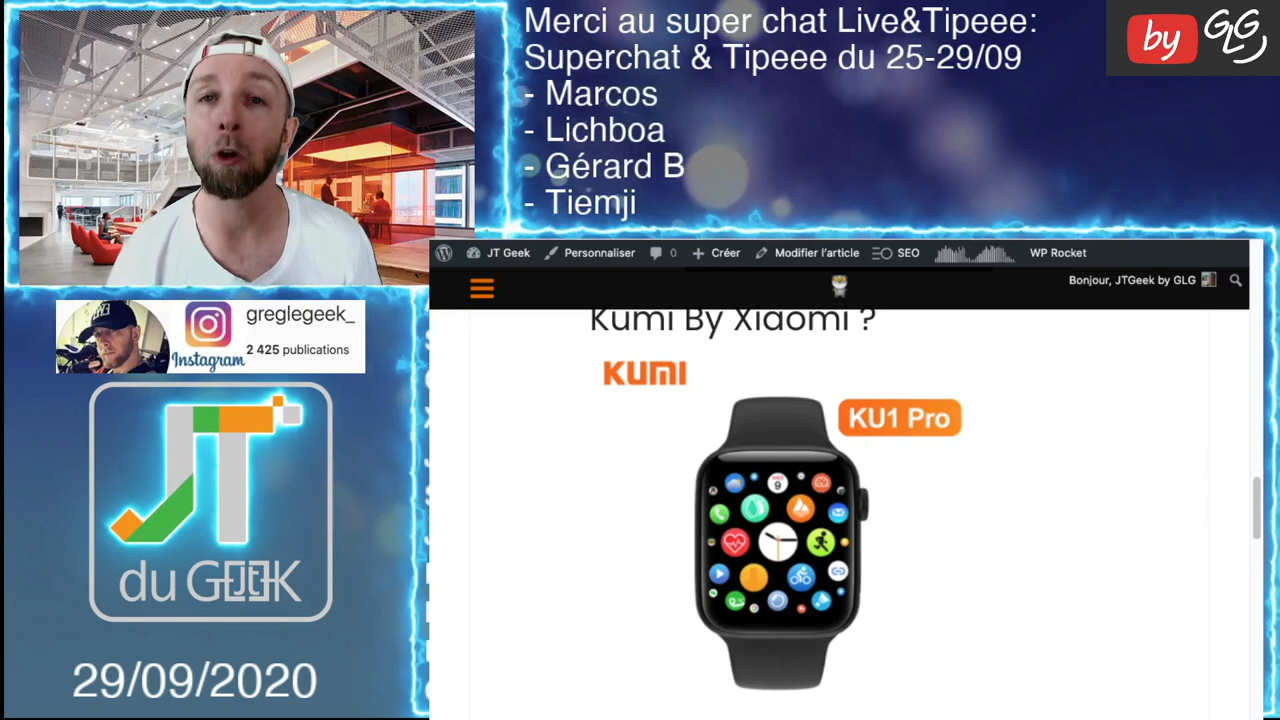 Merci au super chat Live&Tipeee:
Superchat & Tipeee du 25-29/09
- Marcos
- Lichboa
- Gérard B
- Tiemji
by GLG
JT Geek Personnaliser 0 Créer Modifier l'article SEO WP Rocket
Bonjour, JTGeek by GLG
Kumi By Xiaomi ?
KUMI
KU1 Pro
9
greglegeek_
2 425 publications
Instagram
JT
du GEEK
29/09/2020